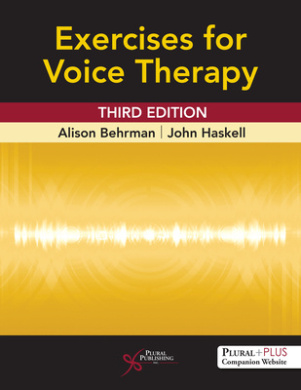 Exercises for
Voice Therapy
THIRD EDITION
Alison Behrman | John Haskell
PLURAL
PUBLISHING
PLURAL+PLUS
Companion Website